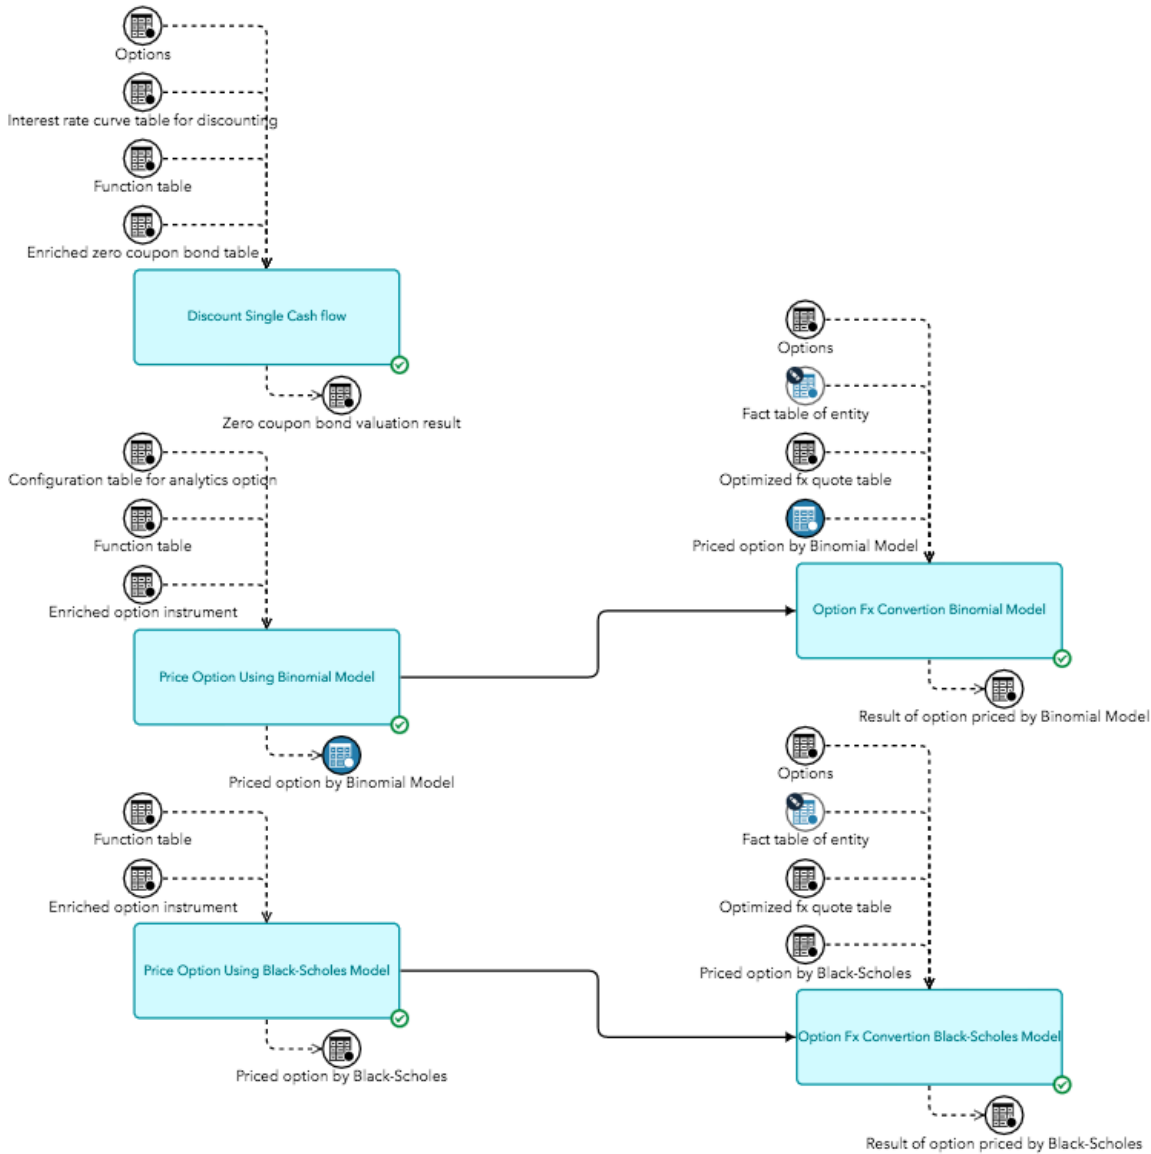 Options
Interest rate curve table for discounting
Function table
Enriched zero coupon bond table
Discount Single Cash flow
Zero coupon bond valuation result
Configuration table for analytics option
Function table
Enriched option instrument
Price Option Using Binomial Model
Priced option by Binomial Model
Function table
Enriched option instrument
Price Option Using Black-Scholes Model
Priced option by Black-Scholes
Options
Fact table of entity
Optimized fx quote table
Priced option by Binomial Model
Option Fx Convertion Binomial Model
Result of option priced by Binomial Model
Options
Fact table of entity
Optimized fx quote table
Priced option by Black-Scholes
Option Fx Convertion Black-Scholes Model
Result of option priced by Black-Scholes